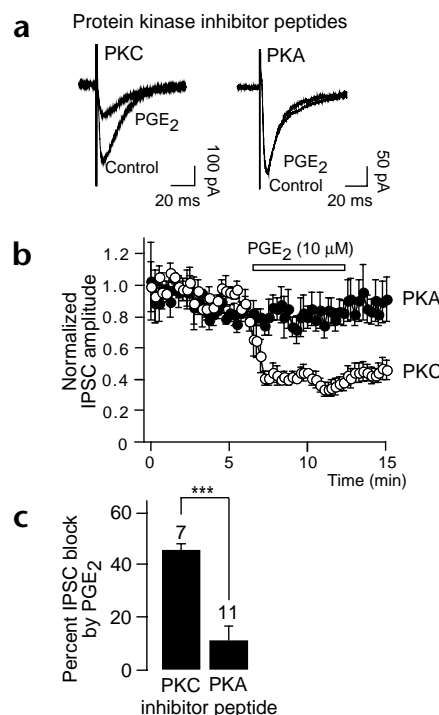 a
Protein kinase inhibitor peptides
PKC
PGE2
Control
100 pA
20 ms
PKA
PGE2
Control
50 pA
20 ms
b
PGE2 (10 μM)
Normalized
IPSC amplitude
1.2
1.0
0.8
0.6
0.4
0.2
0
PKA
PKC
0
5
10
15
Time (min)
c
Percent IPSC block
by PGE2
60
40
20
0
***
7
11
PKC
PKA
inhibitor peptide